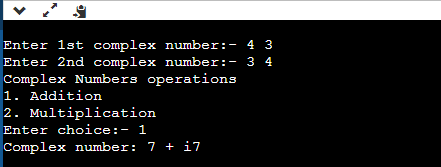 Enter 1st complex number:- 4 3
Enter 2nd complex number:- 3 4
Complex Numbers operations
1. Addition
2. Multiplication
Enter choice:- 1
Complex number: 7 + i7